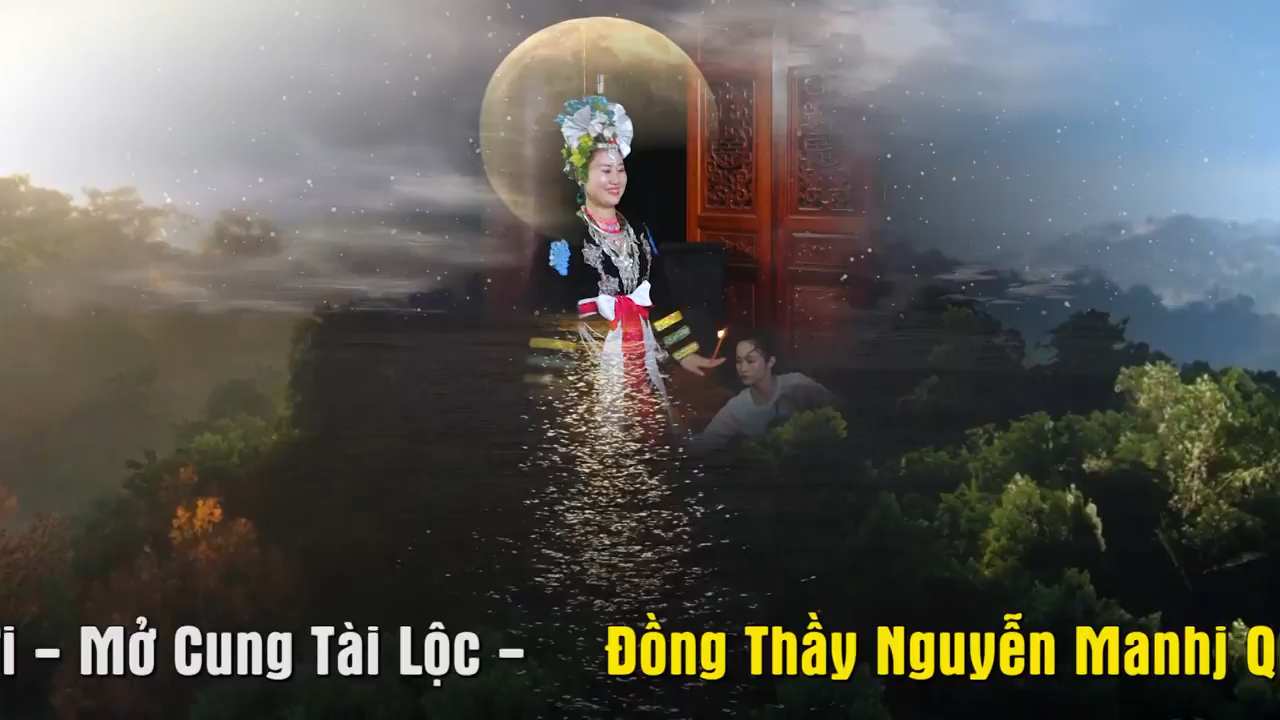 – Mở Cung Tài Lộc – Đồng Thầy Nguyễn Manhj